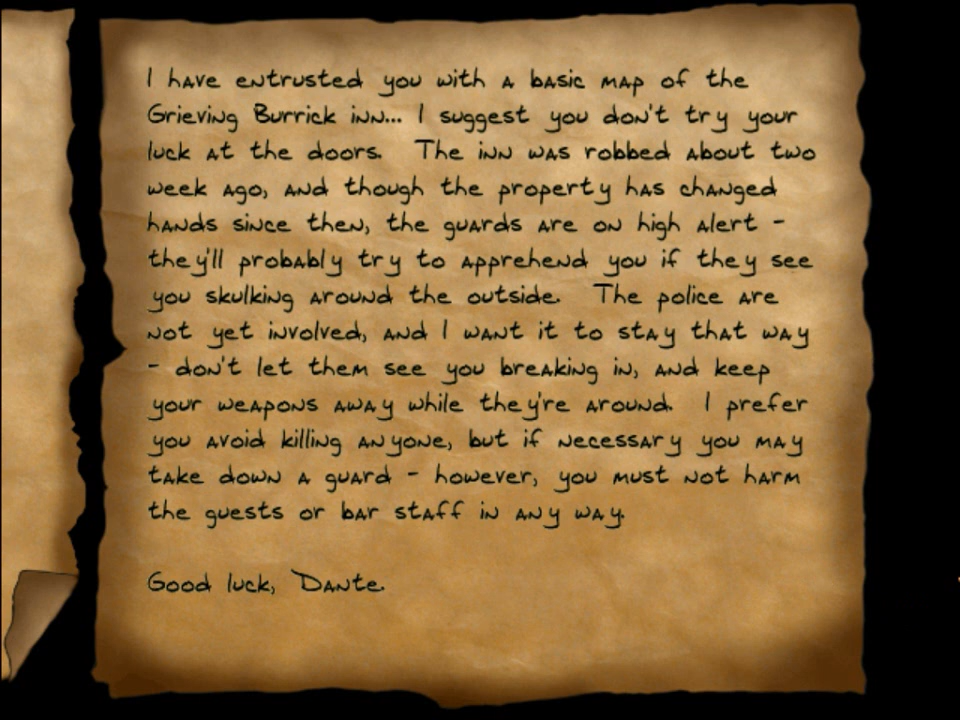 I have entrusted you with a basic map of the
Grieving Burrick inn... I suggest you don't try your
luck at the doors. The inn was robbed about two
week ago, and though the property has changed
hands since then, the guards are on high alert -
they'll probably try to apprehend you if they see
you skulking around the outside. The police are
not yet involved, and I want it to stay that way
- don't let them see you breaking in, and keep
your weapons away while they're around. I prefer
you avoid killing anyone, but if necessary you may
take down a guard - however, you must not harm
the guests or bar staff in any way.
Good luck, Dante.